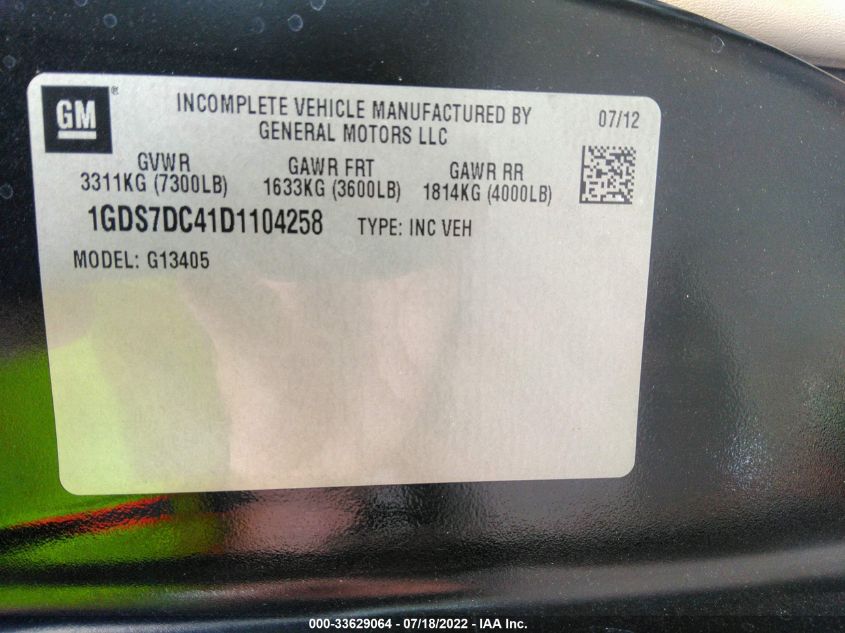 GM ®
INCOMPLETE VEHICLE MANUFACTURED BY
GENERAL MOTORS LLC
07/12
GVWR
3311KG (7300LB)
GAWR FRT
1633KG (3600LB)
GAWR RR
1814KG (4000LB)
1GDS7DC41D1104258 TYPE: INC VEH
MODEL: G13405
000-33629064 - 07/18/2022 - IAA Inc.